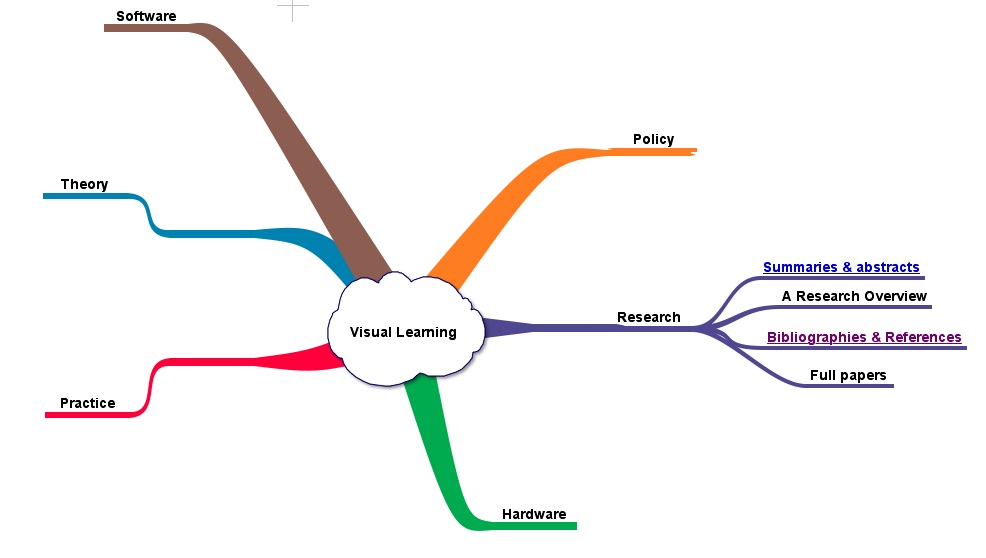 Software
Policy
Theory
Summaries & abstracts
A Research Overview
Research
Visual Learning
Bibliographies & References
Full papers
Practice
Hardware